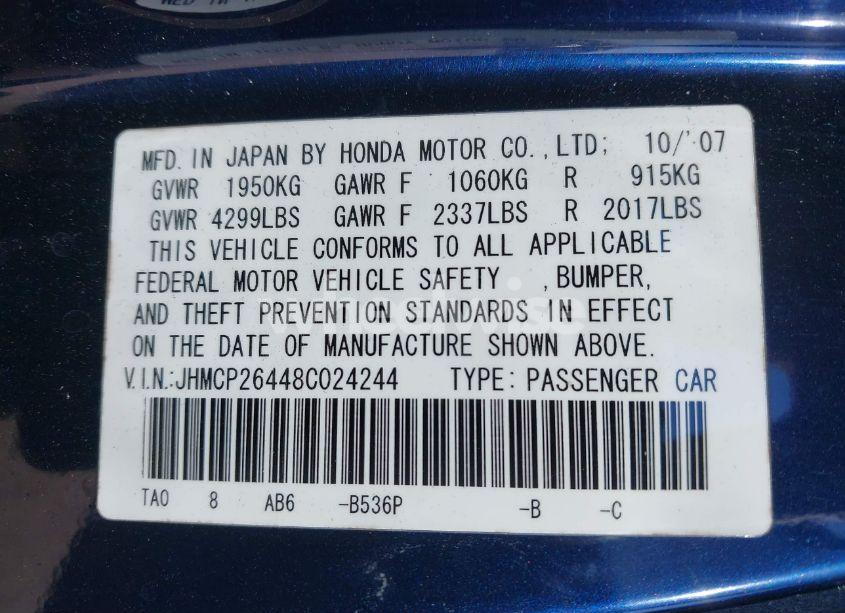 MFD. IN JAPAN BY HONDA MOTOR CO., LTD; 10/'07
GVWR 1950KG GAWR F 1060KG R 915KG
GVWR 4299LBS GAWR F 2337LBS R 2017LBS
THIS VEHICLE CONFORMS TO ALL APPLICABLE
FEDERAL MOTOR VEHICLE SAFETY , BUMPER,
AND THEFT PREVENTION STANDARDS IN EFFECT
ON THE DATE OF MANUFACTURE SHOWN ABOVE.
V.I.N.:JHMCP26448C024244 TYPE: PASSENGER CAR
TA0 8 AB6 -B536P -B -C